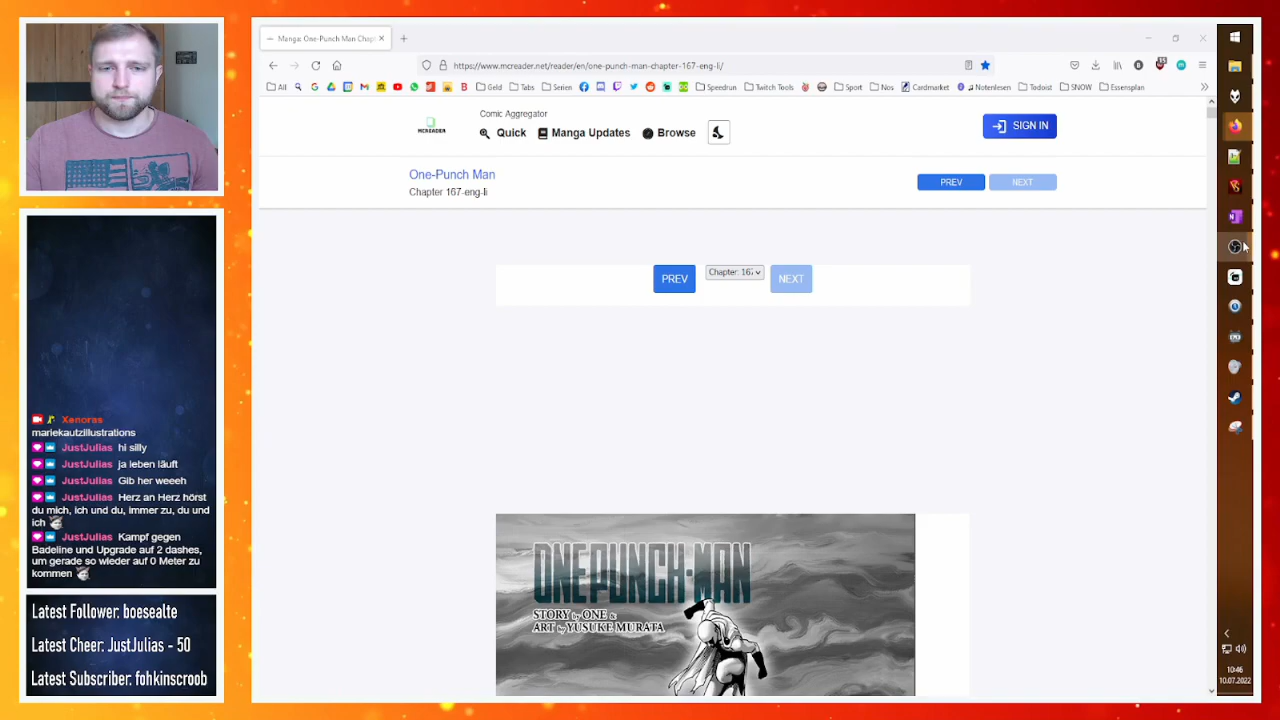 Manga: One-Punch Man Chapt
https://www.mcreader.net/reader/en/one-punch-man-chapter-167-eng-li/
All
Geld
Tabs
Serien
Speedrun
Twitch Tools
Sport
Nos
Cardmarket
Notenlesen
Todoist
SNOW
Essensplan
Comic Aggregator
MCREADER
Quick
Manga Updates
Browse
SIGN IN
One-Punch Man
Chapter 167-eng-li
PREV
NEXT
PREV
Chapter: 167
NEXT
ONEPUNCH-MAN
STORY by ONE &
ART by YUSUKE MURATA
Xenoras
mariekautzillustrations
JustJulias hi silly
JustJulias ja leben läuft
JustJulias Gib her weeeh
JustJulias Herz an Herz hörst
du mich, ich und du, immer zu, du und
ich
JustJulias Kampf gegen
Badeline und Upgrade auf 2 dashes,
um gerade so wieder auf 0 Meter zu
kommen
Latest Follower: boesealte
Latest Cheer: JustJulias - 50
Latest Subscriber: fohkinscroob
10:46
10.07.2022